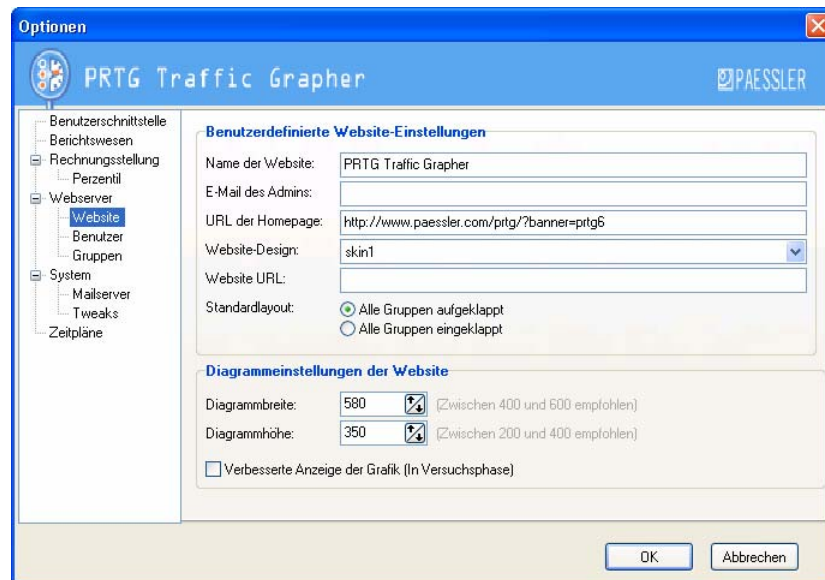 Optionen
PRTG Traffic Grapher
PAESSLER
Benutzerschnittstelle
Berichtswesen
Rechnungsstellung
Perzentil
Webserver
Website
Benutzer
Gruppen
System
Mailserver
Tweaks
Zeitpläne
Benutzerdefinierte Website-Einstellungen
Name der Website: PRTG Traffic Grapher
E-Mail des Admins:
URL der Homepage: http://www.paessler.com/prtg/?banner=prtg6
Website-Design: skin1
Website URL:
Standardlayout: Alle Gruppen aufgeklappt
Alle Gruppen eingeklappt
Diagrammeinstellungen der Website
Diagrammbreite: 580 (Zwischen 400 und 600 empfohlen)
Diagrammhöhe: 350 (Zwischen 200 und 400 empfohlen)
Verbesserte Anzeige der Grafik (In Versuchsphase)
OK Abbrechen